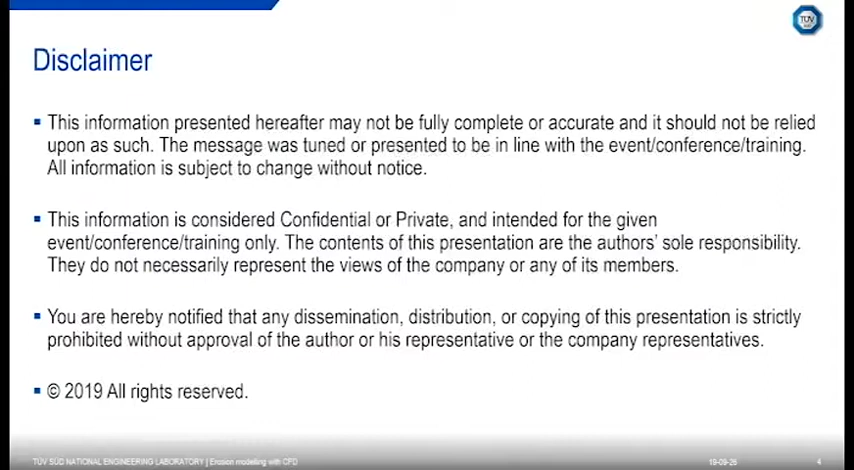 TÜV
Disclaimer
▪ This information presented hereafter may not be fully complete or accurate and it should not be relied
upon as such. The message was tuned or presented to be in line with the event/conference/training.
All information is subject to change without notice.
▪ This information is considered Confidential or Private, and intended for the given
event/conference/training only. The contents of this presentation are the authors' sole responsibility.
They do not necessarily represent the views of the company or any of its members.
▪ You are hereby notified that any dissemination, distribution, or copying of this presentation is strictly
prohibited without approval of the author or his representative or the company representatives.
▪ © 2019 All rights reserved.
TÜV SÜD NATIONAL ENGINEERING LABORATORY | Erosion modelling with CFD 19-09-26 4